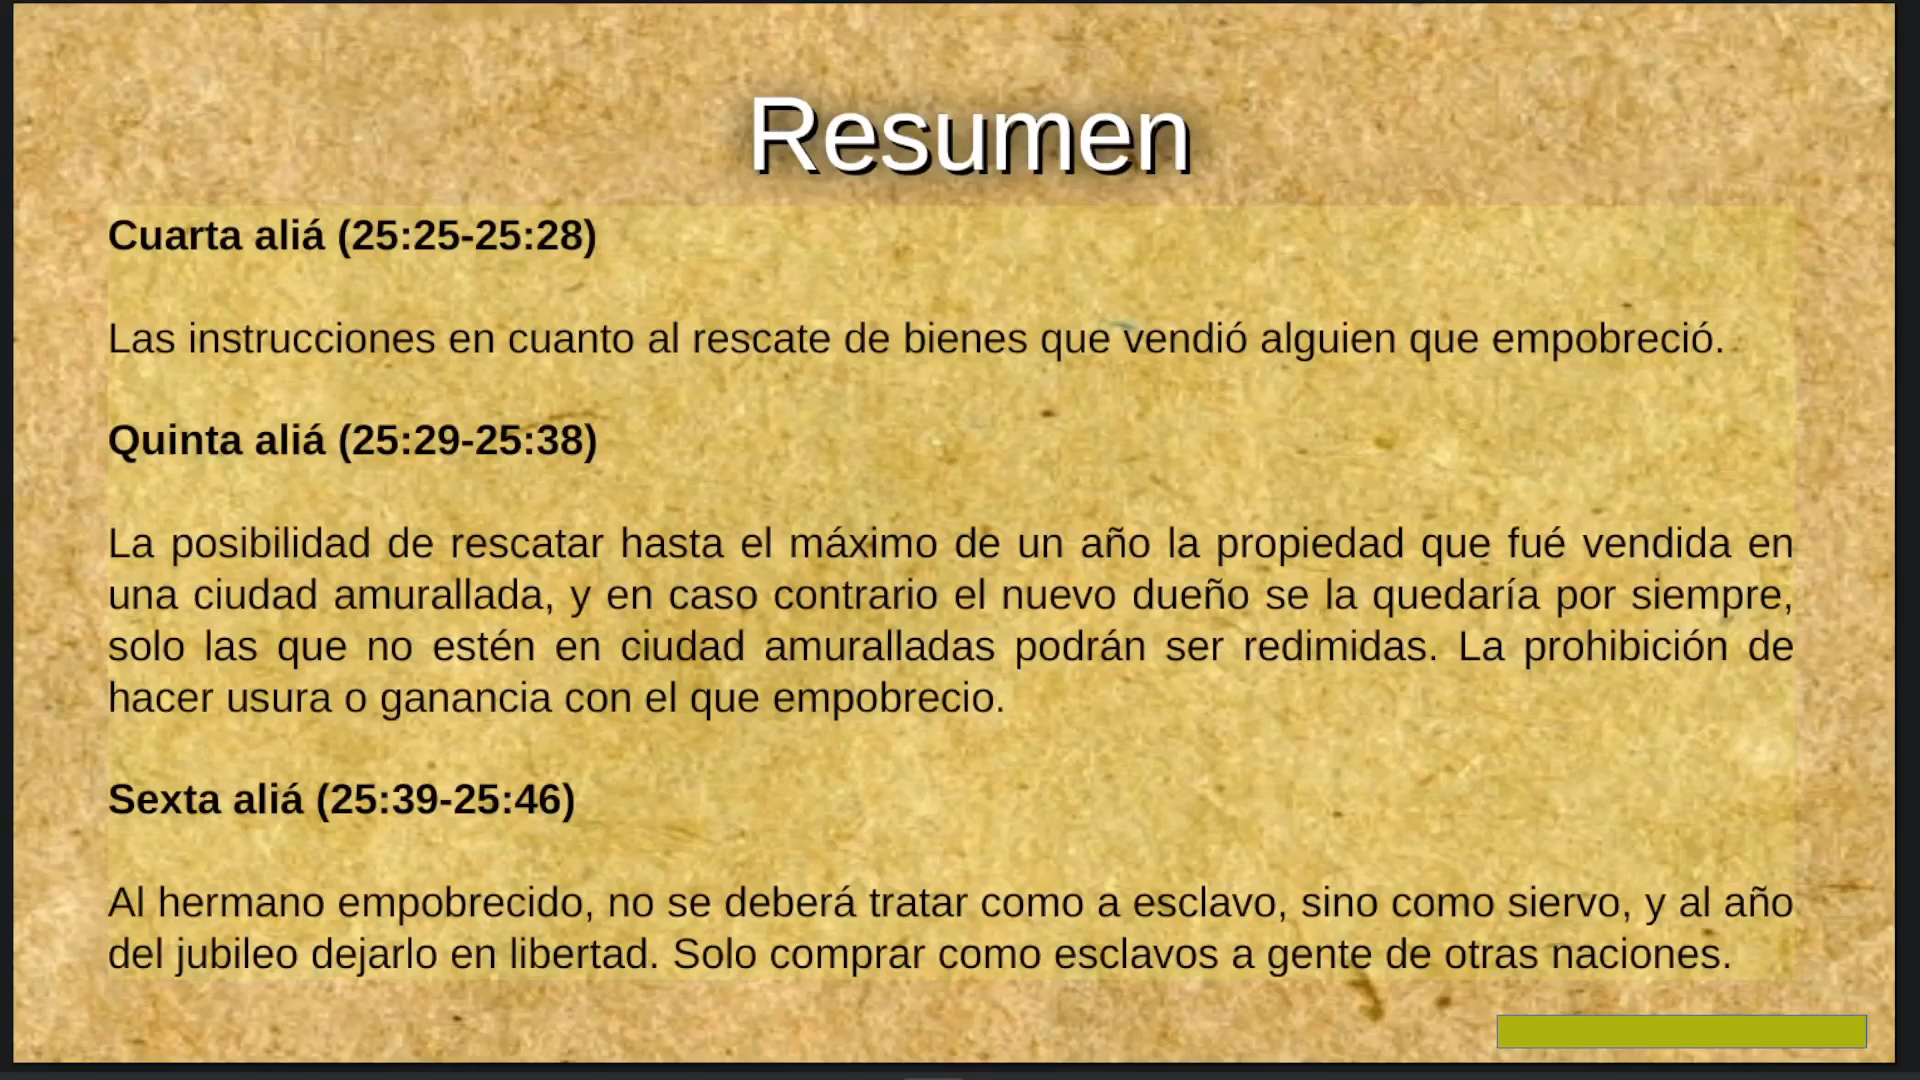 Resumen
Cuarta aliá (25:25-25:28)
Las instrucciones en cuanto al rescate de bienes que vendió alguien que empobreció.
Quinta aliá (25:29-25:38)
La posibilidad de rescatar hasta el máximo de un año la propiedad que fué vendida en
una ciudad amurallada, y en caso contrario el nuevo dueño se la quedaría por siempre,
solo las que no estén en ciudad amuralladas podrán ser redimidas. La prohibición de
hacer usura o ganancia con el que empobrecio.
Sexta aliá (25:39-25:46)
Al hermano empobrecido, no se deberá tratar como a esclavo, sino como siervo, y al año
del jubileo dejarlo en libertad. Solo comprar como esclavos a gente de otras naciones.